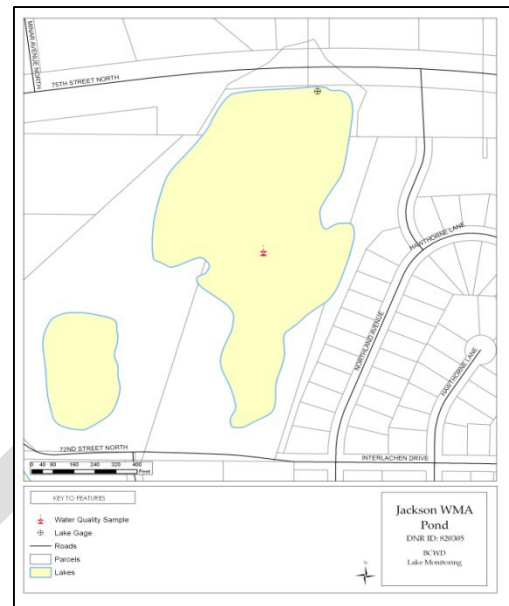 MINAR AVENUE NORTH
75TH STREET NORTH
HAWTHORNE LANE
NORTHLAND AVENUE
HAWTHORNE LANE
72ND STREET NORTH
INTERLACHEN DRIVE
0 40 80 160 240 320 400
Feet
KEY TO FEATURES
Water Quality Sample
Lake Gage
Roads
Parcels
Lakes
N
Jackson WMA
Pond
DNR ID: 820305
BCWD
Lake Monitoring